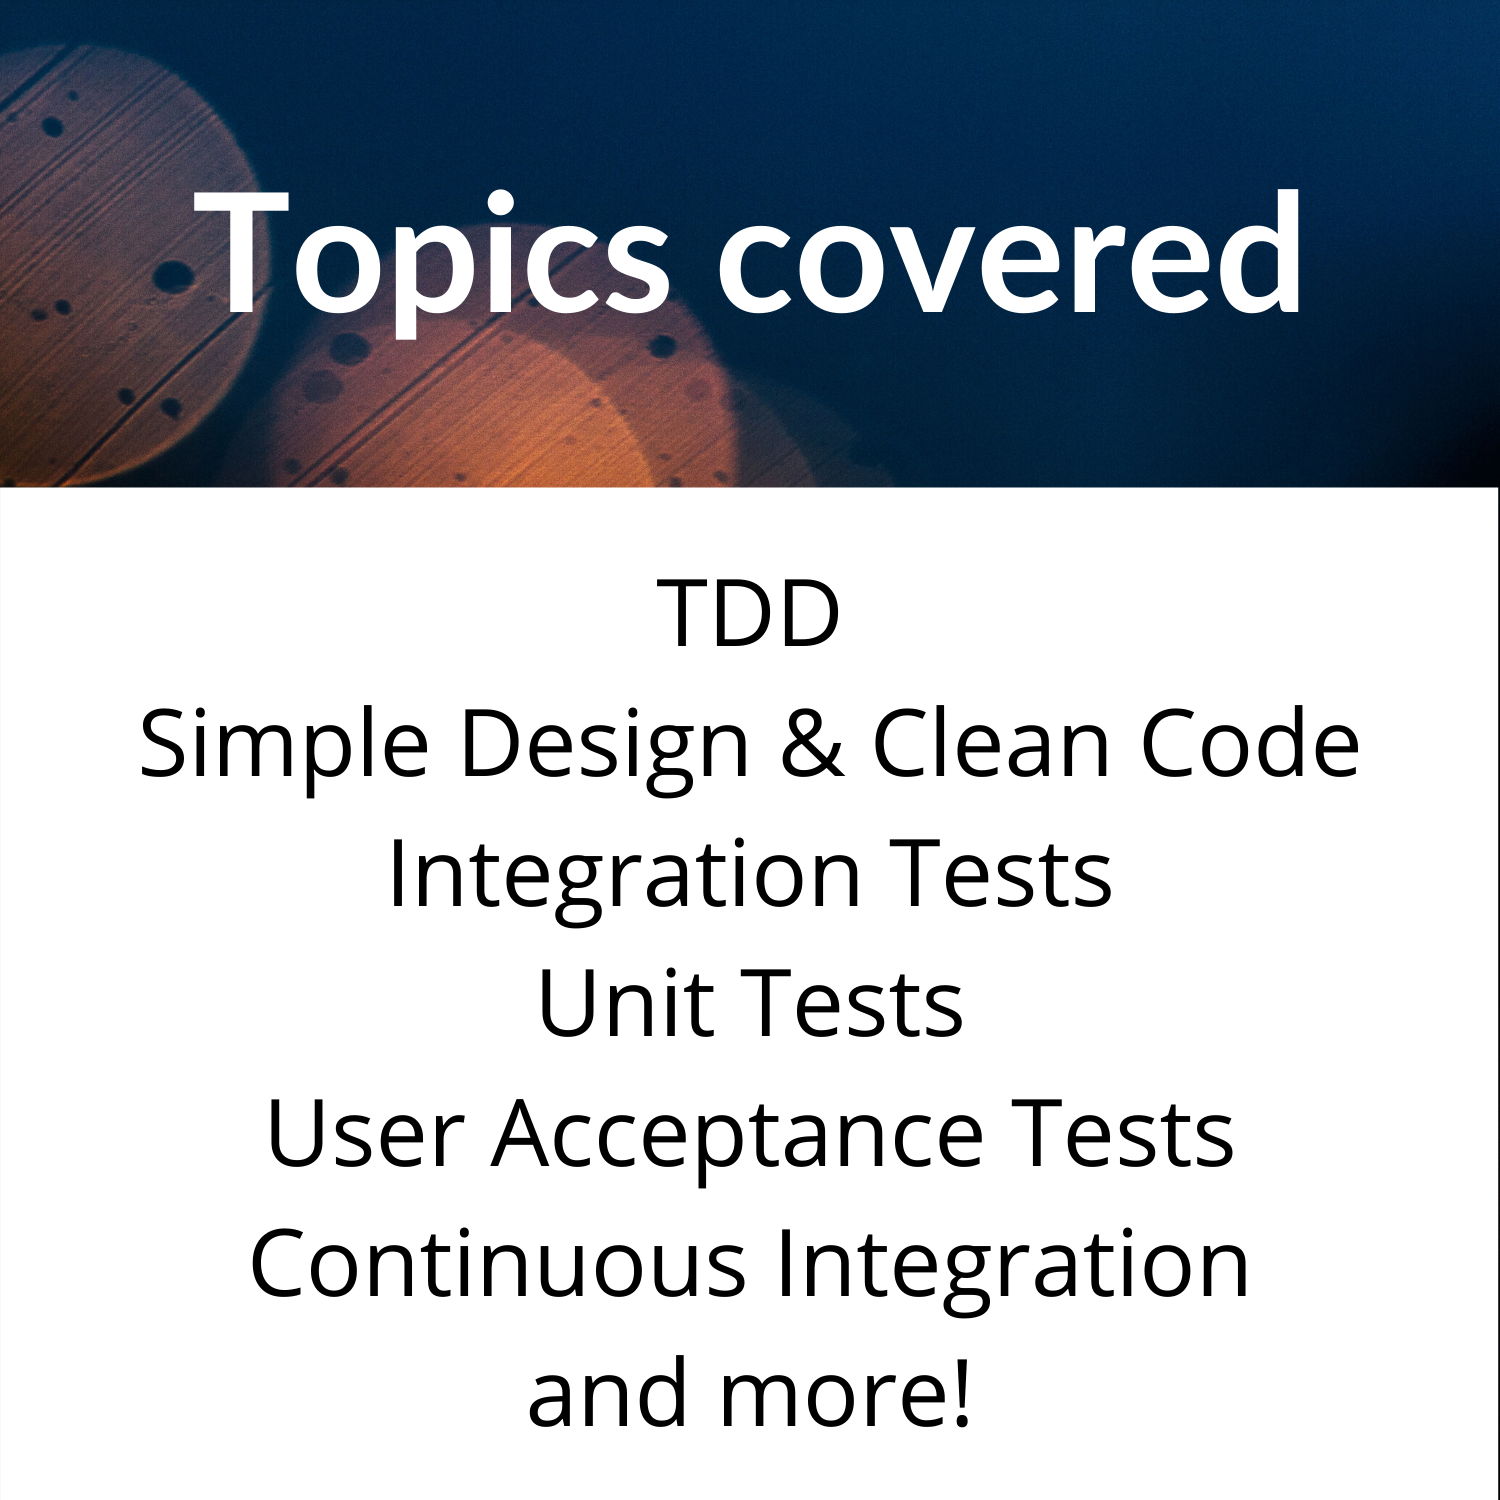 Topics covered
TDD
Simple Design & Clean Code
Integration Tests
Unit Tests
User Acceptance Tests
Continuous Integration
and more!